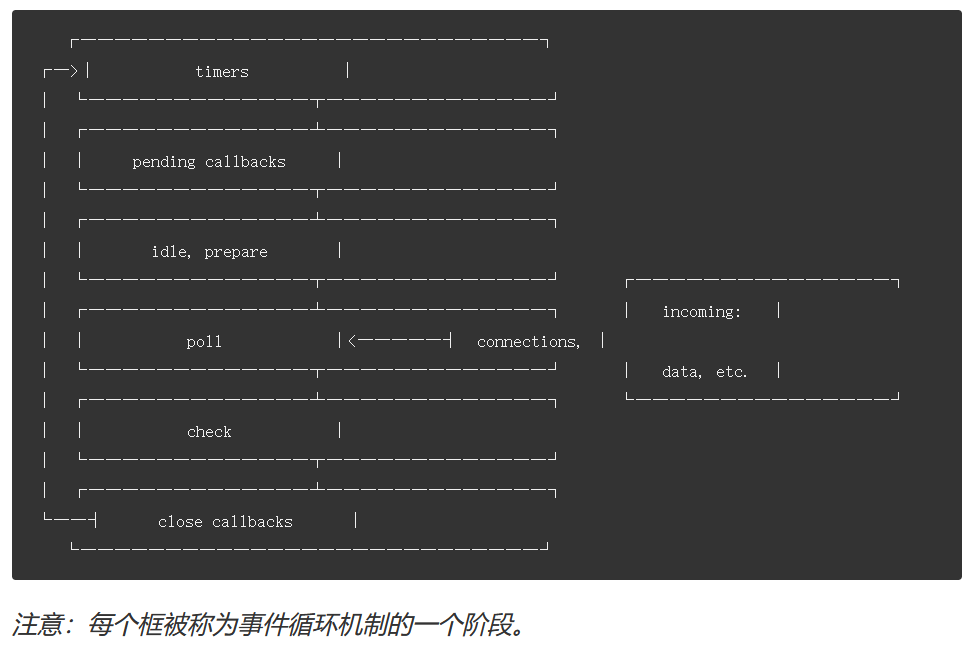 timers
pending callbacks
idle, prepare
incoming:
poll
connections,
data, etc.
check
close callbacks
注意：每个框被称为事件循环机制的一个阶段。